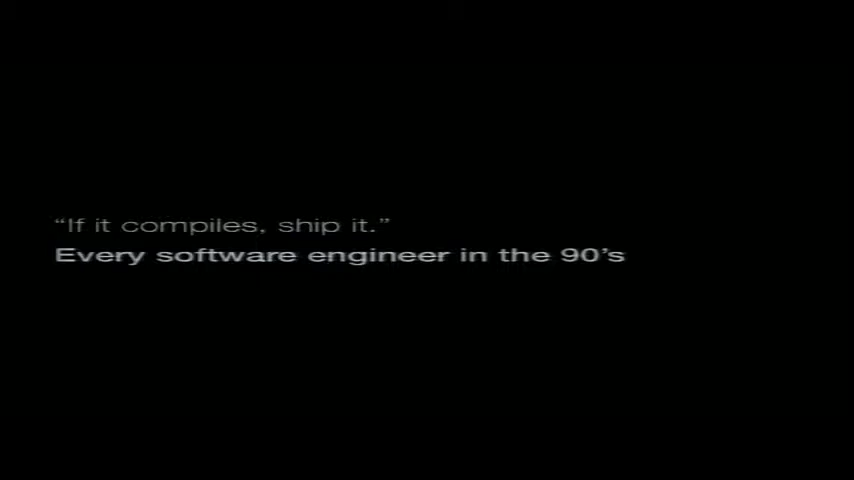 “If it compiles, ship it.”
Every software engineer in the 90’s